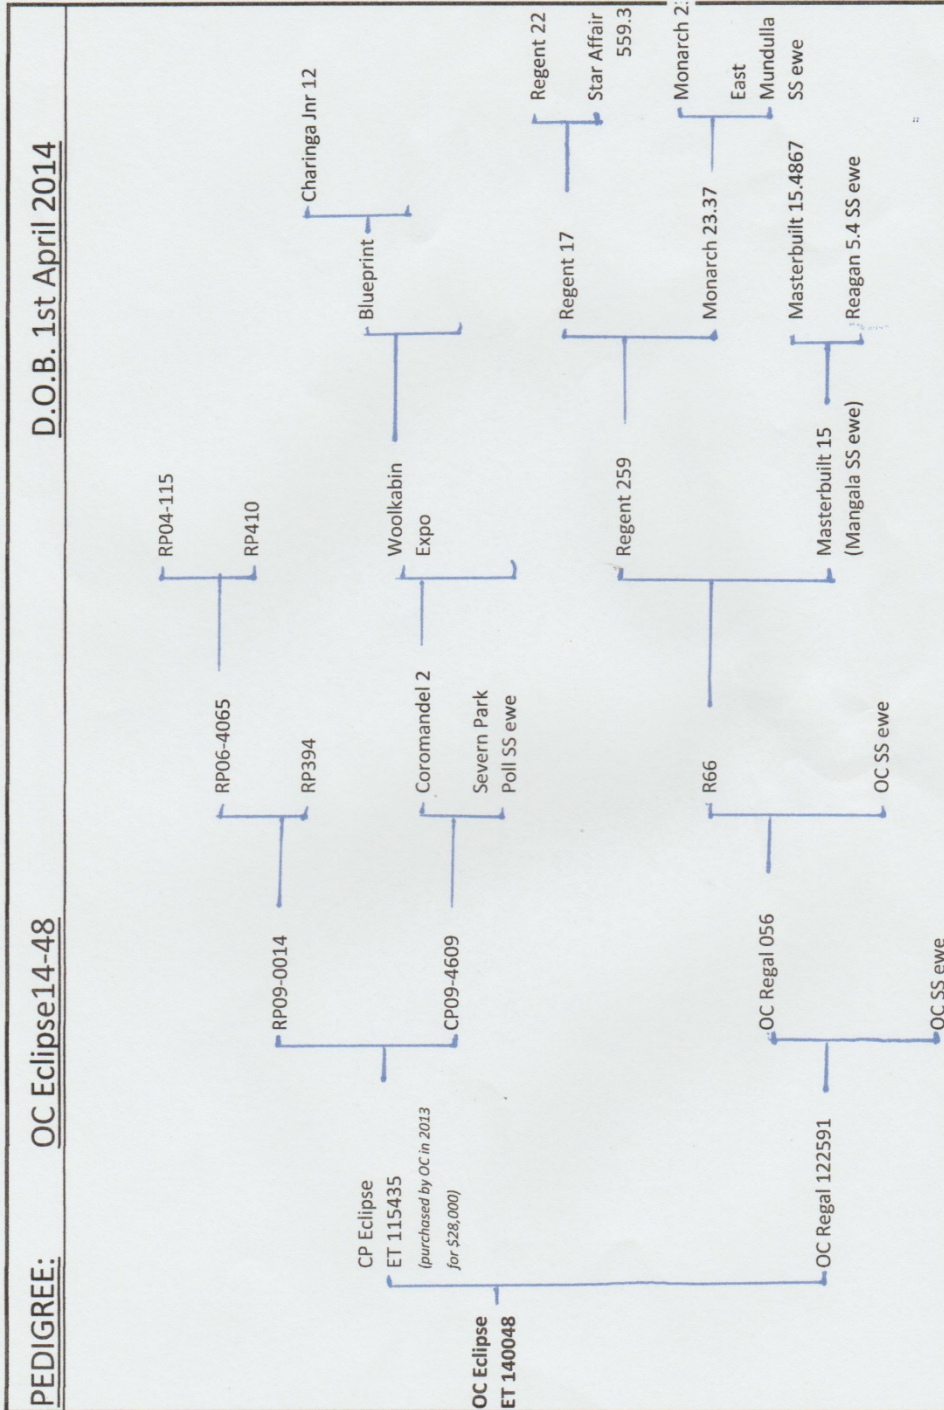 PEDIGREE: OC Eclipse14-48 D.O.B. 1st April 2014
OC Eclipse
ET 140048
CP Eclipse
ET 115435
(purchased by OC in 2013
for $28,000)
OC Regal 122591
RP09-0014
CP09-4609
OC Regal 056
OC SS ewe
RP06-4065
RP394
Coromandel 2
Severn Park
Poll SS ewe
R66
OC SS ewe
RP04-115
RP410
Woolkabin
Expo
Regent 259
Masterbuilt 15
(Mangala SS ewe)
Blueprint
Regent 17
Monarch 23.37
Masterbuilt 15.4867
Reagan 5.4 SS ewe
Charinga Jnr 12
Regent 22
Star Affair
559.3
Monarch
East
Mundulla
SS ewe